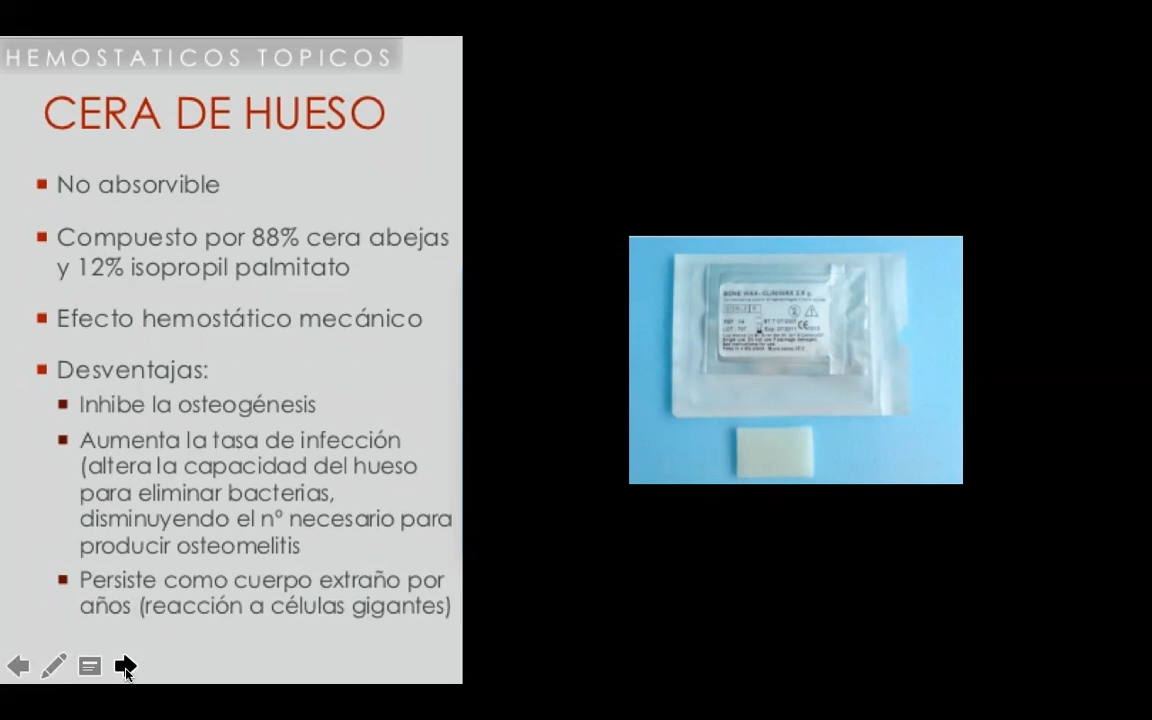 HEMOSTATICOS TOPICOS
CERA DE HUESO
No absorvible
Compuesto por 88% cera abejas
y 12% isopropil palmitato
Efecto hemostático mecánico
Desventajas:
Inhibe la osteogénesis
Aumenta la tasa de infección
(altera la capacidad del hueso
para eliminar bacterias,
disminuyendo el nº necesario para
producir osteomelitis
Persiste como cuerpo extraño por
años (reacción a células gigantes)
BONE WAX